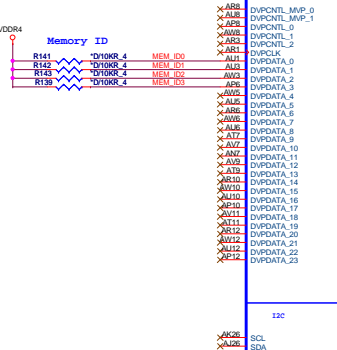 AR8 DVPCNTL_MVP_0
AU8 DVPCNTL_MVP_1
AP8 DVPCNTL_0
AW8 DVPCNTL_1
AR3 DVPCNTL_2
AR1 DVPCLK
VDDR4
Memory ID
R141 *D/10KR_4 MEM_ID0 AU1 DVPDATA_0
R142 *D/10KR_4 MEM_ID1 AU3 DVPDATA_1
R143 *D/10KR_4 MEM_ID2 AW3 DVPDATA_2
R139 *D/10KR_4 MEM_ID3 AP6 DVPDATA_3
AW5 DVPDATA_4
AU5 DVPDATA_5
AR6 DVPDATA_6
AW6 DVPDATA_7
AU6 DVPDATA_8
AT7 DVPDATA_9
AV7 DVPDATA_10
AN7 DVPDATA_11
AV9 DVPDATA_12
AT9 DVPDATA_13
AR10 DVPDATA_14
AW10 DVPDATA_15
AU10 DVPDATA_16
AP10 DVPDATA_17
AV11 DVPDATA_18
AT11 DVPDATA_19
AR12 DVPDATA_20
AW12 DVPDATA_21
AU12 DVPDATA_22
AP12 DVPDATA_23
I2C
AK26 SCL
AJ26 SDA